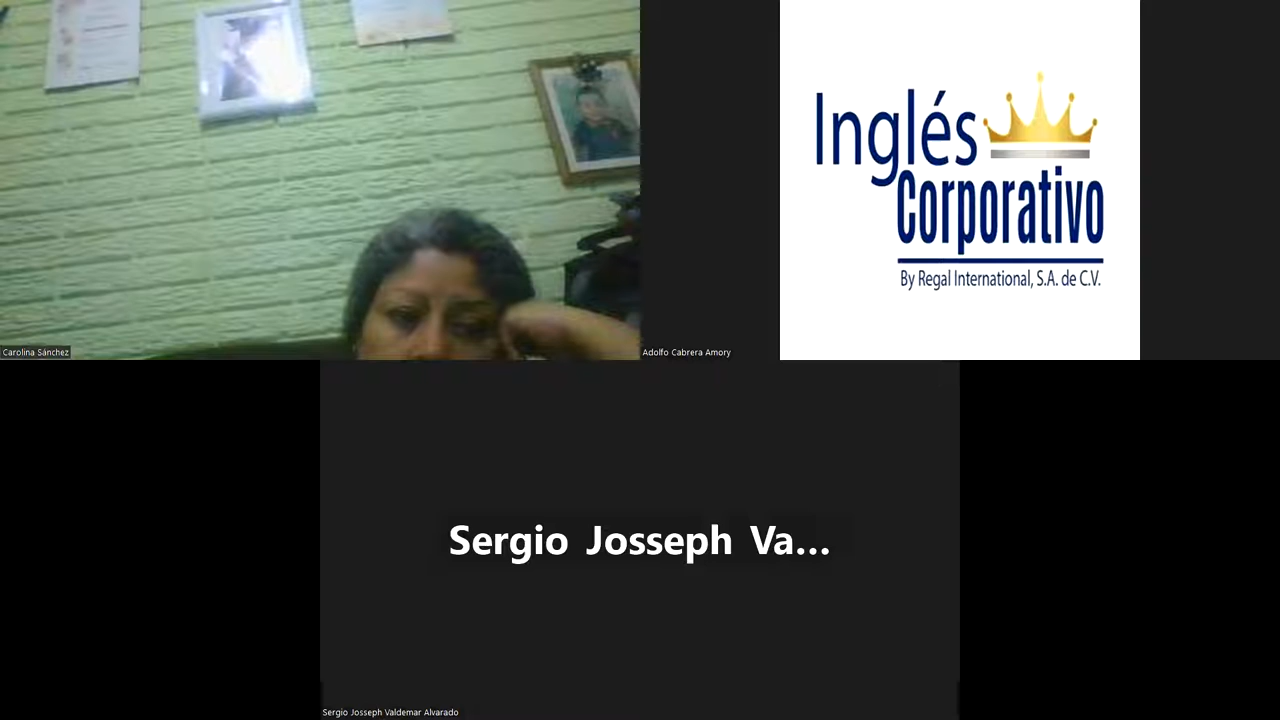 Carolina Sánchez
Inglés
Corporativo
By Regal International, S.A. de C.V.
Adolfo Cabrera Amory
Sergio Josseph Va...
Sergio Josseph Valdemar Alvarado